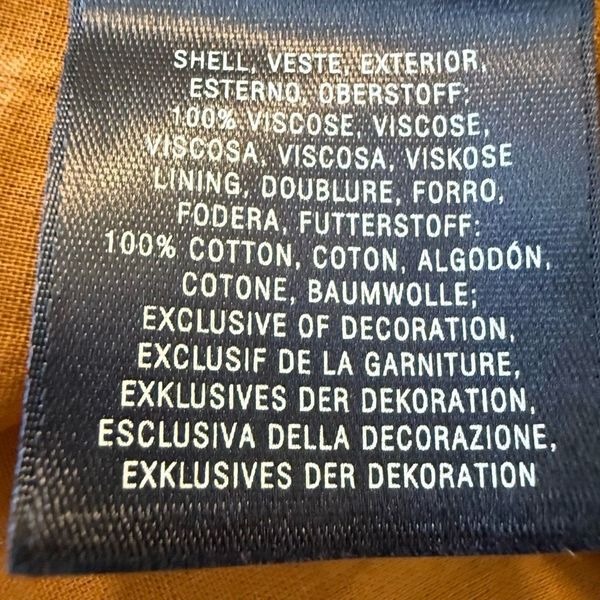 SHELL, VESTE, EXTERIOR,
ESTERNO, OBERSTOFF:
100% VISCOSE, VISCOSE,
VISCOSA, VISCOSA, VISKOSE
LINING, DOUBLURE, FORRO,
FODERA, FUTTERSTOFF:
100% COTTON, COTON, ALGODÓN,
COTONE, BAUMWOLLE;
EXCLUSIVE OF DECORATION,
EXCLUSIF DE LA GARNITURE,
EXKLUSIVES DER DEKORATION,
ESCLUSIVA DELLA DECORAZIONE,
EXKLUSIVES DER DEKORATION